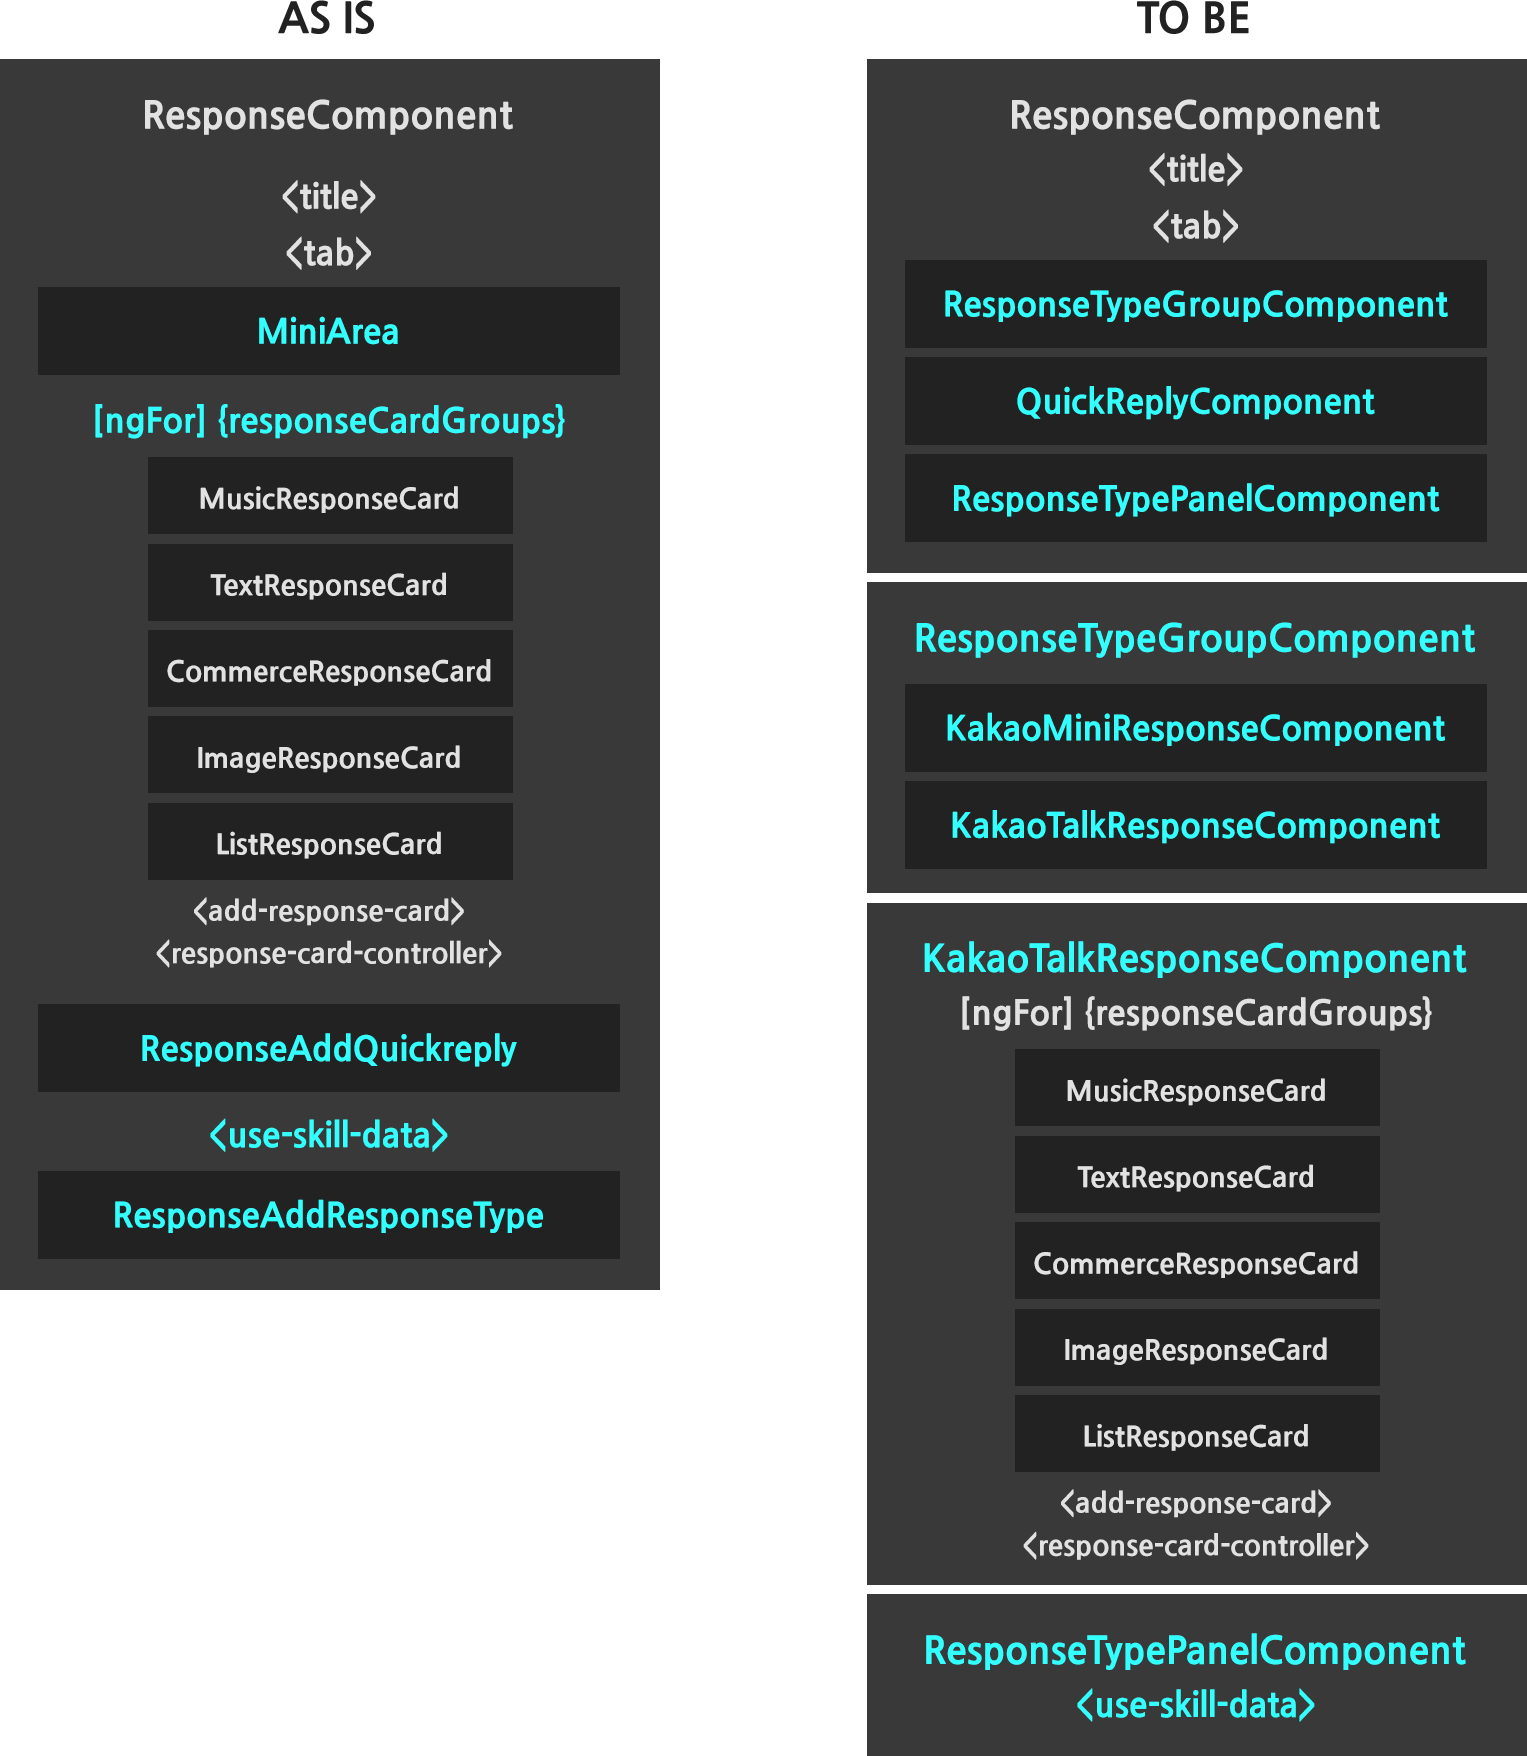 AS IS
ResponseComponent
<title>
<tab>
MiniArea
[ngFor] {responseCardGroups}
MusicResponseCard
TextResponseCard
CommerceResponseCard
ImageResponseCard
ListResponseCard
<add-response-card>
<response-card-controller>
ResponseAddQuickreply
<use-skill-data>
ResponseAddResponseType
TO BE
ResponseComponent
<title>
<tab>
ResponseTypeGroupComponent
QuickReplyComponent
ResponseTypePanelComponent
ResponseTypeGroupComponent
KakaoMiniResponseComponent
KakaoTalkResponseComponent
KakaoTalkResponseComponent
[ngFor] {responseCardGroups}
MusicResponseCard
TextResponseCard
CommerceResponseCard
ImageResponseCard
ListResponseCard
<add-response-card>
<response-card-controller>
ResponseTypePanelComponent
<use-skill-data>